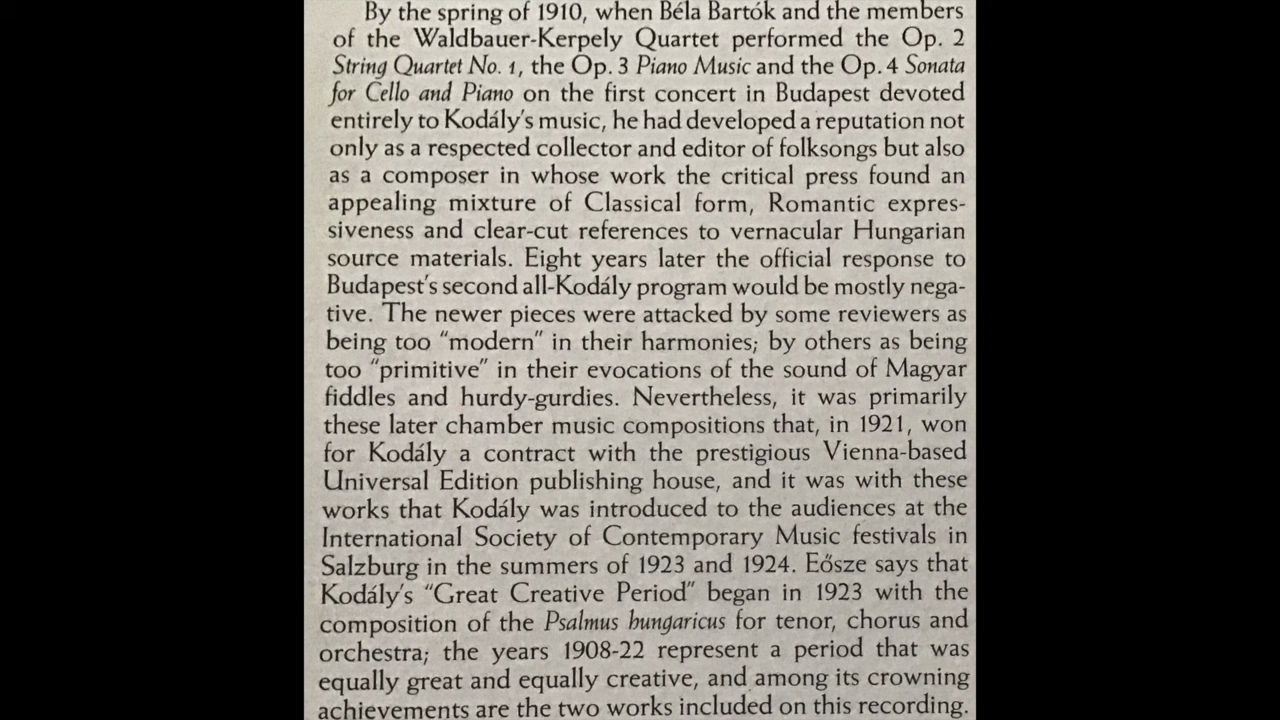 By the spring of 1910, when Béla Bartók and the members
of the Waldbauer-Kerpely Quartet performed the Op. 2
String Quartet No. 1, the Op. 3 Piano Music and the Op. 4 Sonata
for Cello and Piano on the first concert in Budapest devoted
entirely to Kodály's music, he had developed a reputation not
only as a respected collector and editor of folksongs but also
as a composer in whose work the critical press found an
appealing mixture of Classical form, Romantic expres-
siveness and clear-cut references to vernacular Hungarian
source materials. Eight years later the official response to
Budapest's second all-Kodály program would be mostly nega-
tive. The newer pieces were attacked by some reviewers as
being too "modern" in their harmonies; by others as being
too "primitive" in their evocations of the sound of Magyar
fiddles and hurdy-gurdies. Nevertheless, it was primarily
these later chamber music compositions that, in 1921, won
for Kodály a contract with the prestigious Vienna-based
Universal Edition publishing house, and it was with these
works that Kodály was introduced to the audiences at the
International Society of Contemporary Music festivals in
Salzburg in the summers of 1923 and 1924. Eősze says that
Kodály's "Great Creative Period" began in 1923 with the
composition of the Psalmus hungaricus for tenor, chorus and
orchestra; the years 1908-22 represent a period that was
equally great and equally creative, and among its crowning
achievements are the two works included on this recording.